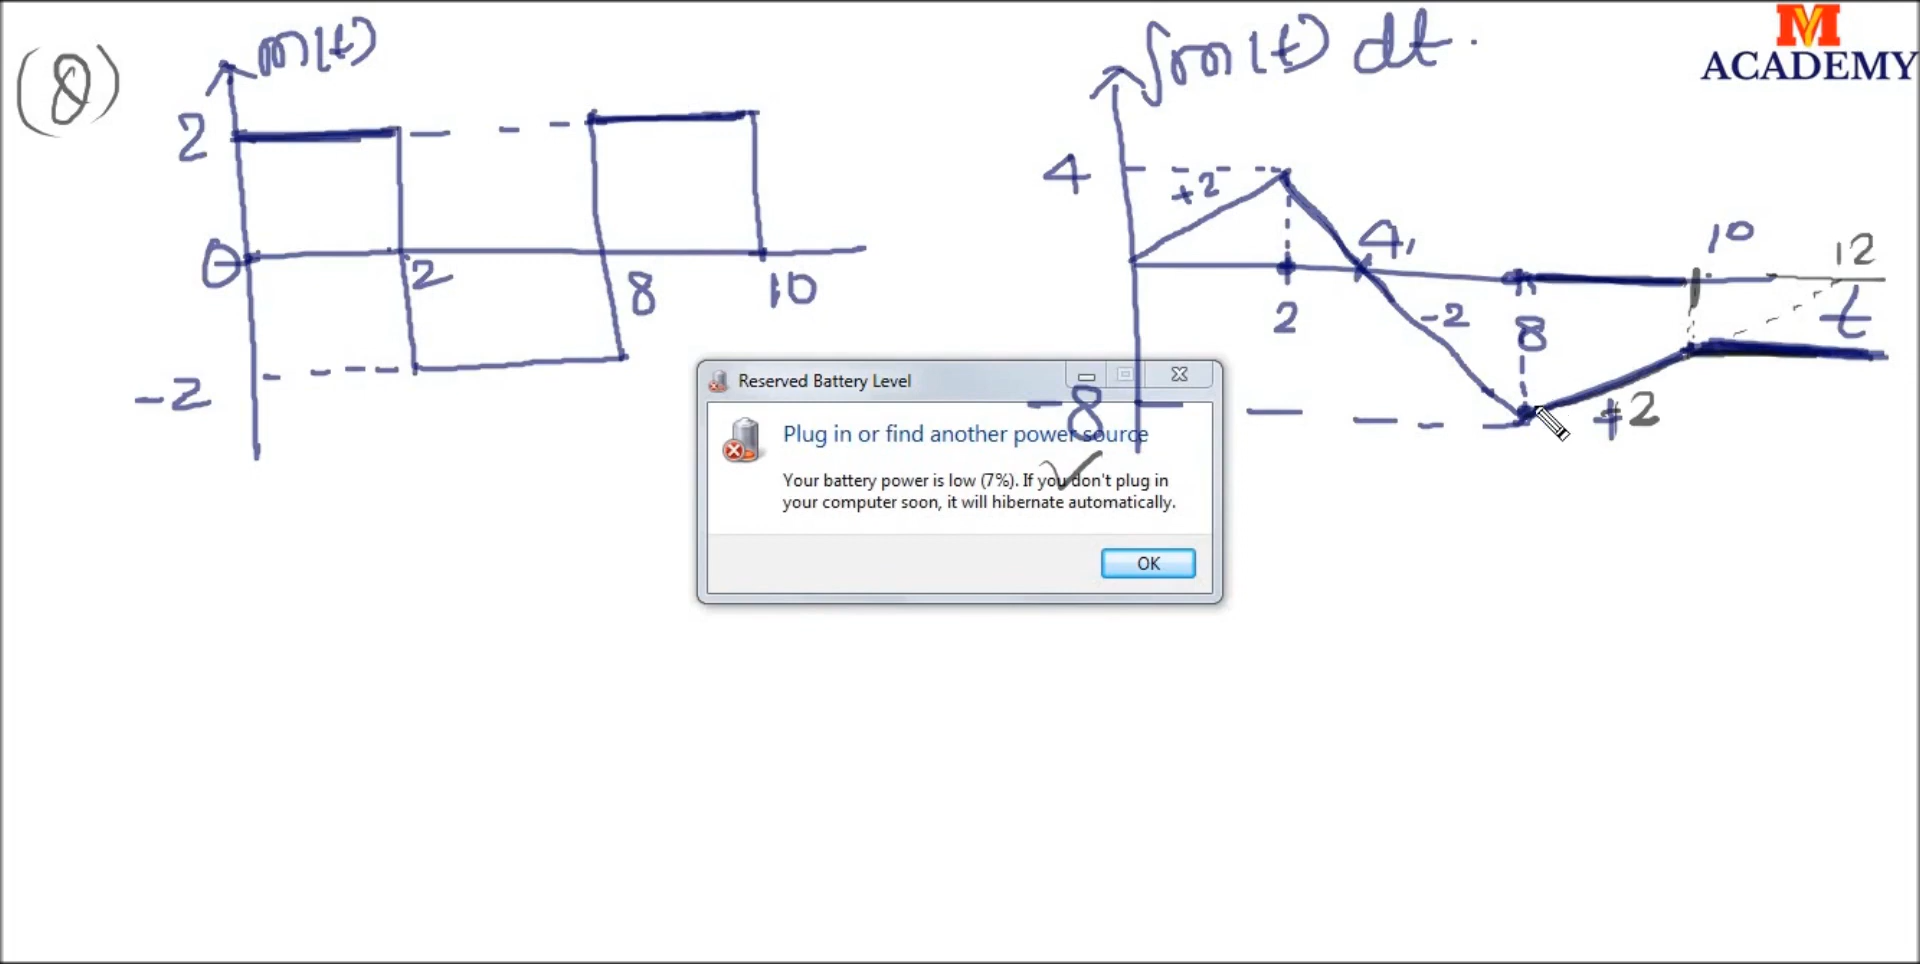 (8)
m(t)
2
0
2
8
10
-2
∫m(t) dt.
M
ACADEMY
4
+2
4,
10
12
2
-2
8
t
-8
+2
Reserved Battery Level
Plug in or find another power source
Your battery power is low (7%). If you don't plug in
your computer soon, it will hibernate automatically.
OK